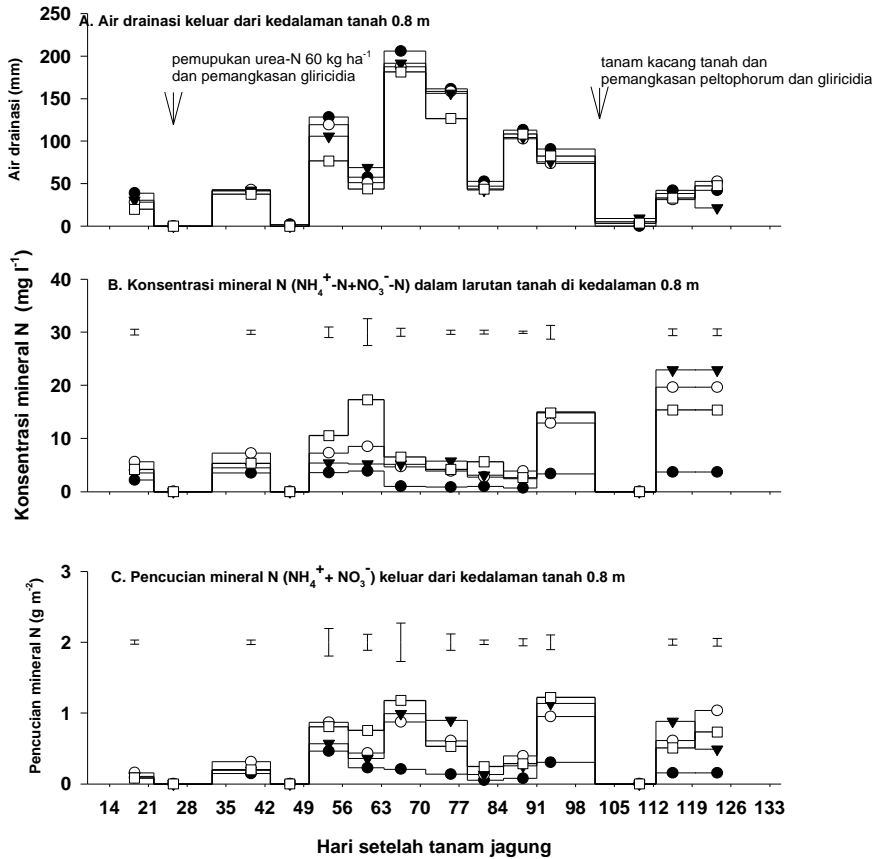 A. Air drainasi keluar dari kedalaman tanah 0.8 m
250
200
150
100
50
0
Air drainasi (mm)
pemupukan urea-N 60 kg ha⁻¹
dan pemangkasan gliricidia
tanam kacang tanah dan
pemangkasan peltophorum dan gliricidia
B. Konsentrasi mineral N (NH₄⁺-N+NO₃⁻-N) dalam larutan tanah di kedalaman 0.8 m
40
30
20
10
0
Konsentrasi mineral N (mg l⁻¹)
C. Pencucian mineral N (NH₄⁺+ NO₃⁻) keluar dari kedalaman tanah 0.8 m
3
2
1
0
Pencucian mineral N (g m⁻²)
14 21 28 35 42 49 56 63 70 77 84 91 98 105 112 119 126 133
Hari setelah tanam jagung